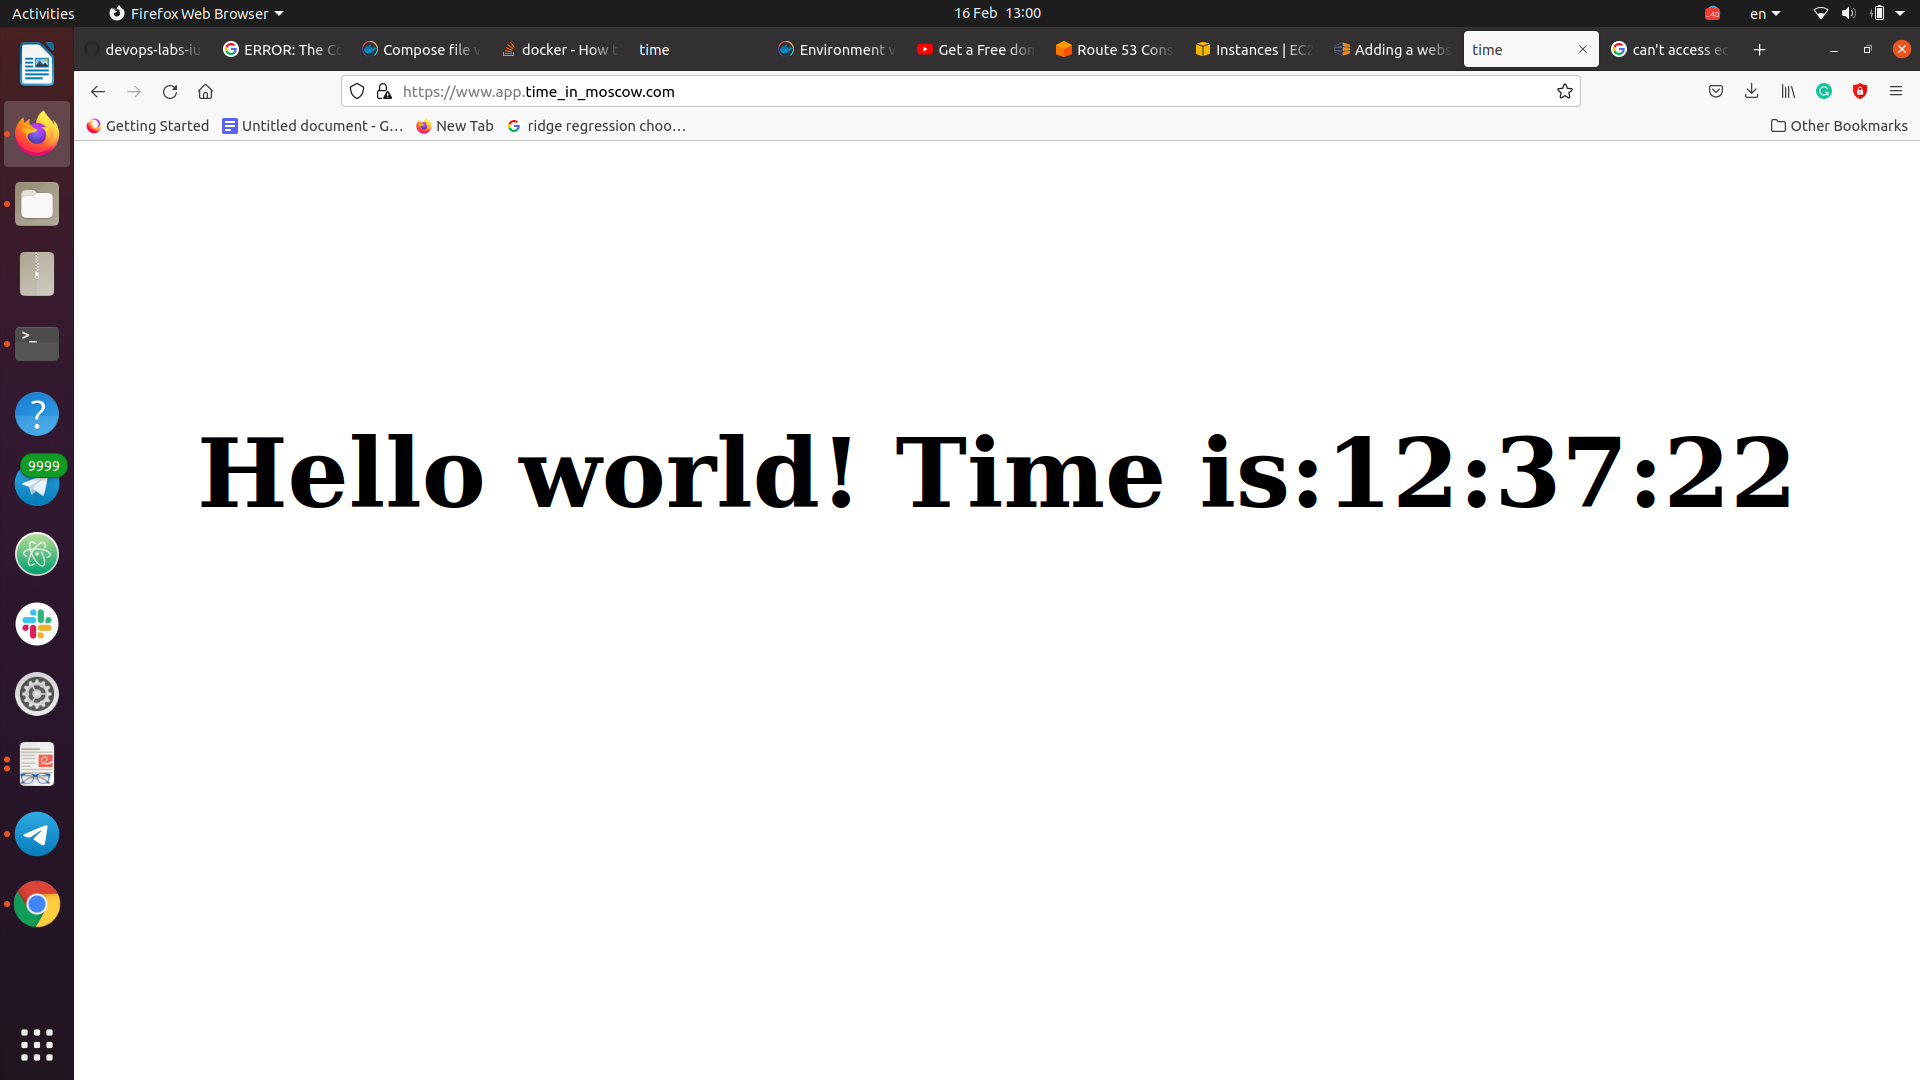 Activities Firefox Web Browser 16 Feb 13:00 en
devops-labs-iu ERROR: The Co Compose file v docker - How t time Environment v Get a Free dom Route 53 Cons Instances | EC2 Adding a webs time can't access ec
https://www.app.time_in_moscow.com
Getting Started Untitled document - G… New Tab ridge regression choo… Other Bookmarks
Hello world! Time is:12:37:22
>_
?
9999